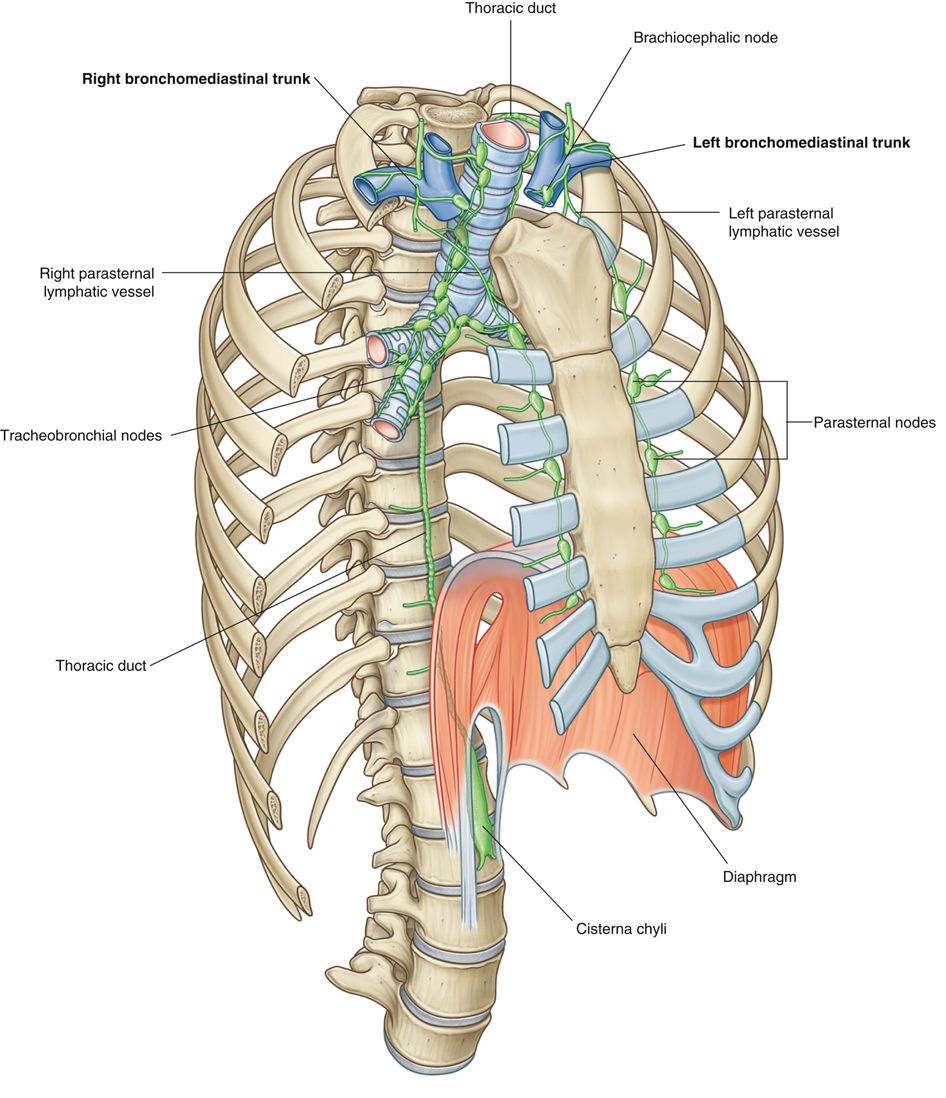 Thoracic duct
Brachiocephalic node
Right bronchomediastinal trunk
Left bronchomediastinal trunk
Left parasternal
lymphatic vessel
Right parasternal
lymphatic vessel
Tracheobronchial nodes
Parasternal nodes
Thoracic duct
Diaphragm
Cisterna chyli